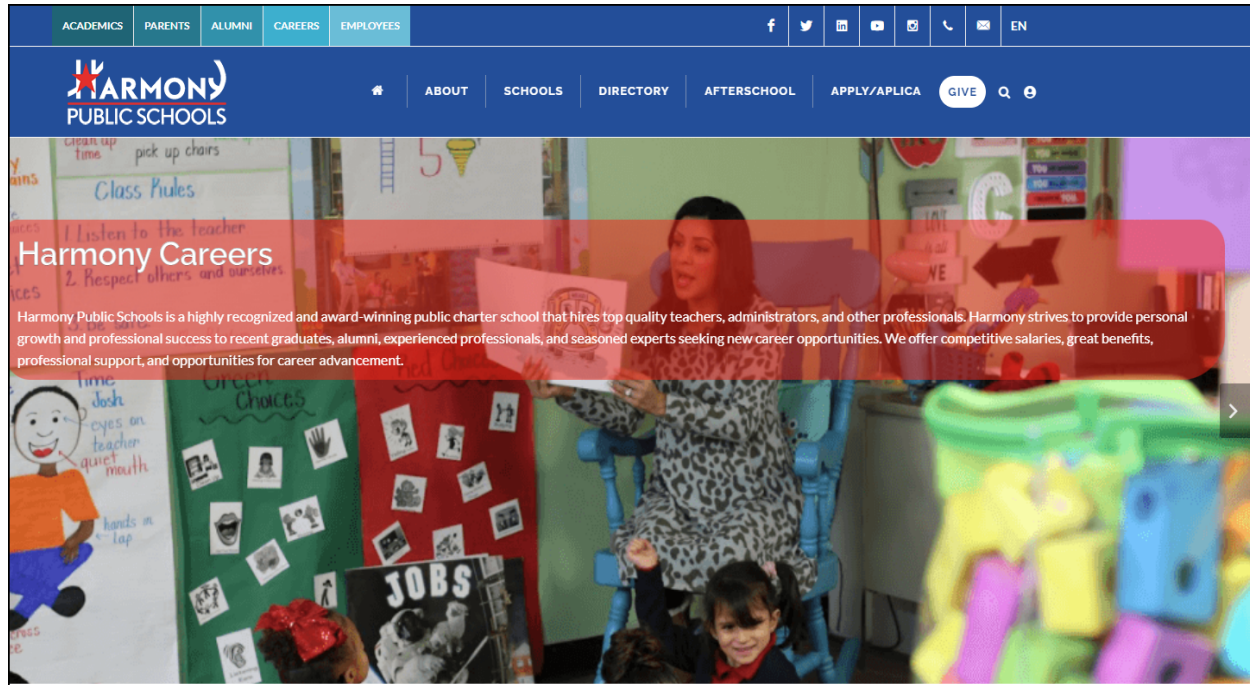 ACADEMICS PARENTS ALUMNI CAREERS EMPLOYEES EN
HARMONY
PUBLIC SCHOOLS
ABOUT SCHOOLS DIRECTORY AFTERSCHOOL APPLY/APLICA GIVE
clean up
time
pick up chairs
Class Rules
1. Listen to the teacher
Harmony Careers
2. Respect others and ourselves
LOVE
Harmony Public Schools is a highly recognized and award-winning public charter school that hires top quality teachers, administrators, and other professionals. Harmony strives to provide personal
growth and professional success to recent graduates, alumni, experienced professionals, and seasoned experts seeking new career opportunities. We offer competitive salaries, great benefits,
professional support, and opportunities for career advancement.
Time
Josh
eyes on
teacher
quiet
mouth
hands in
lap
Green
Choices
JOBS